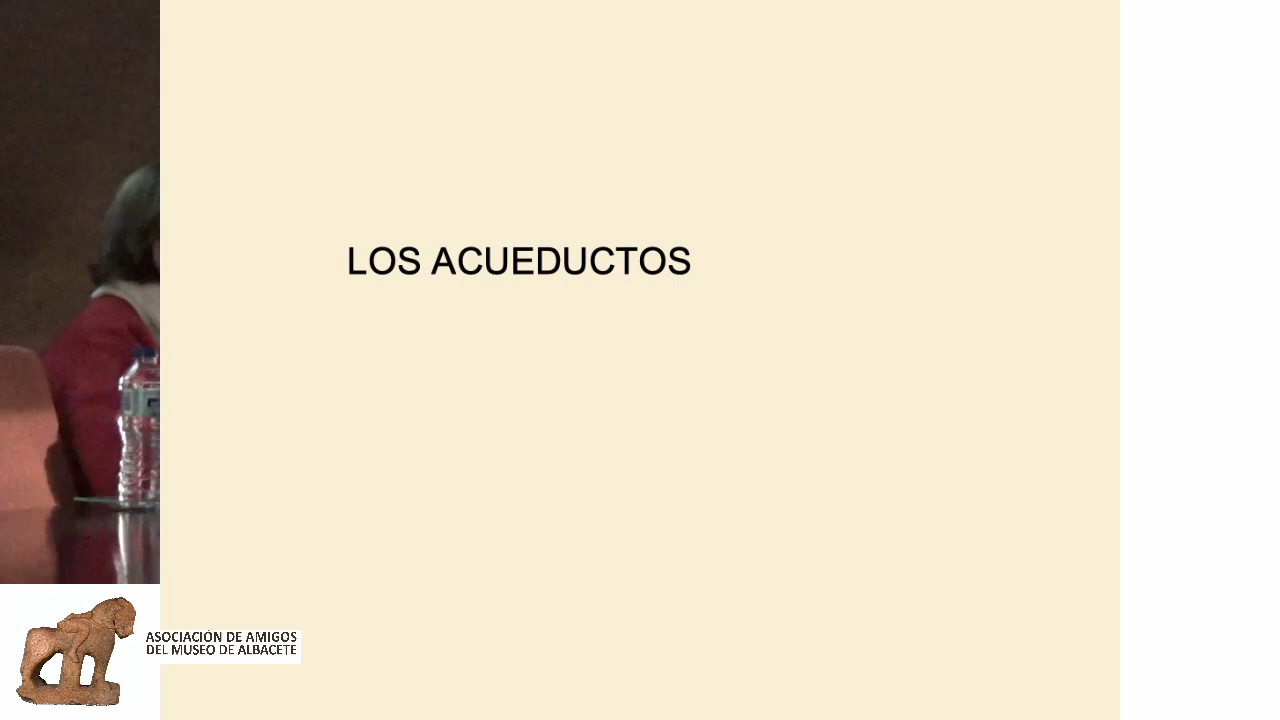 LOS ACUEDUCTOS
ASOCIACIÓN DE AMIGOS
DEL MUSEO DE ALBACETE